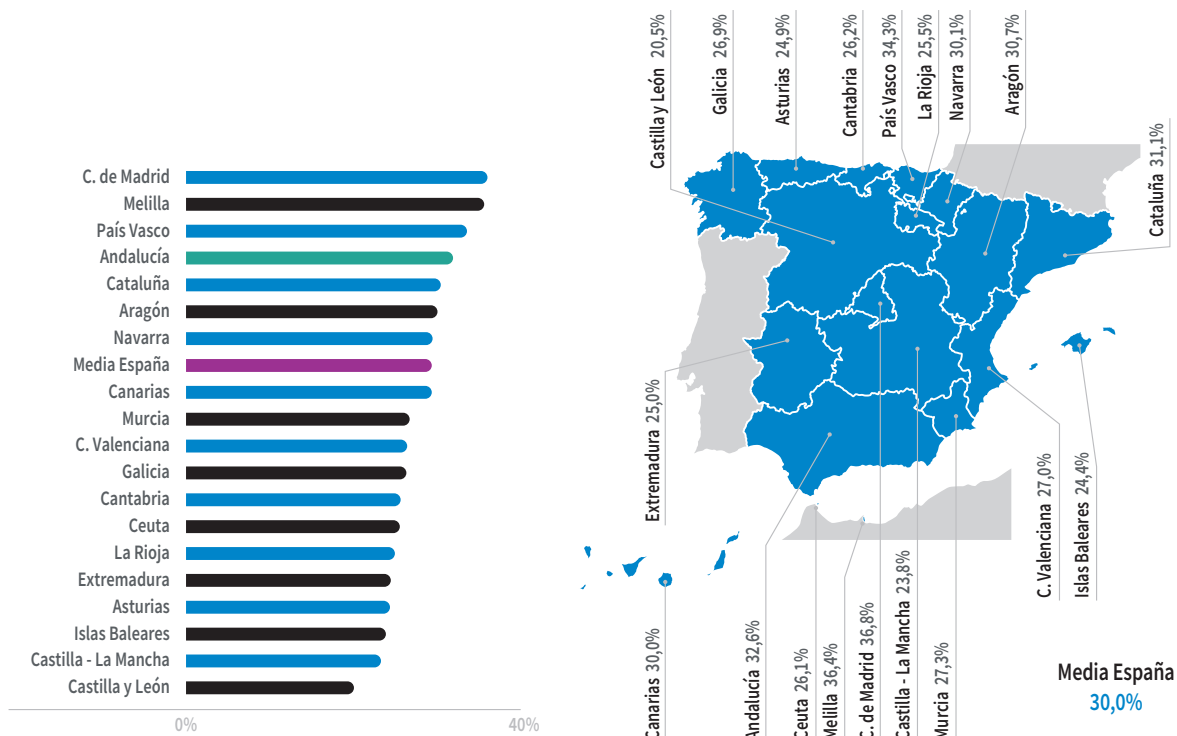 C. de Madrid
Melilla
País Vasco
Andalucía
Cataluña
Aragón
Navarra
Media España
Canarias
Murcia
C. Valenciana
Galicia
Cantabria
Ceuta
La Rioja
Extremadura
Asturias
Islas Baleares
Castilla - La Mancha
Castilla y León
0%
40%
Castilla y León 20,5%
Galicia 26,9%
Asturias 24,9%
Cantabria 26,2%
País Vasco 34,3%
La Rioja 25,5%
Navarra 30,1%
Aragón 30,7%
Cataluña 31,1%
Extremadura 25,0%
C. Valenciana 27,0%
Islas Baleares 24,4%
Canarias 30,0%
Andalucía 32,6%
Ceuta 26,1%
Melilla 36,4%
C. de Madrid 36,8%
Castilla - La Mancha 23,8%
Murcia 27,3%
Media España
30,0%